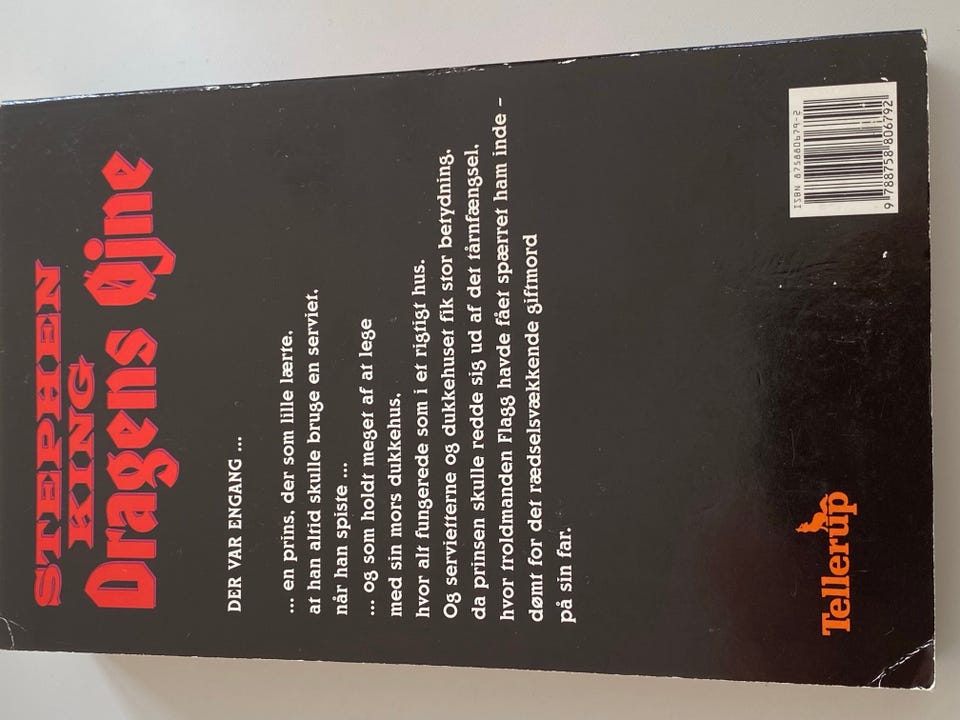 STEPHEN
KING
Dragens Øjne
DER VAR ENGANG ...
... en prins, der som lille lærte,
at han altid skulle bruge en serviet,
når han spiste ...
... og som holdt meget af at lege
med sin mors dukkehus,
hvor alt fungerede som i et rigtigt hus.
Og servietterne og dukkehuset fik stor betydning,
da prinsen skulle redde sig ud af det tårnfængsel,
hvor troldmanden Flagg havde fået spærret ham inde -
dømt for det rædselsvækkende giftmord
på sin far.
Tellerup
ISBN 875880679-2
9 788758 806792